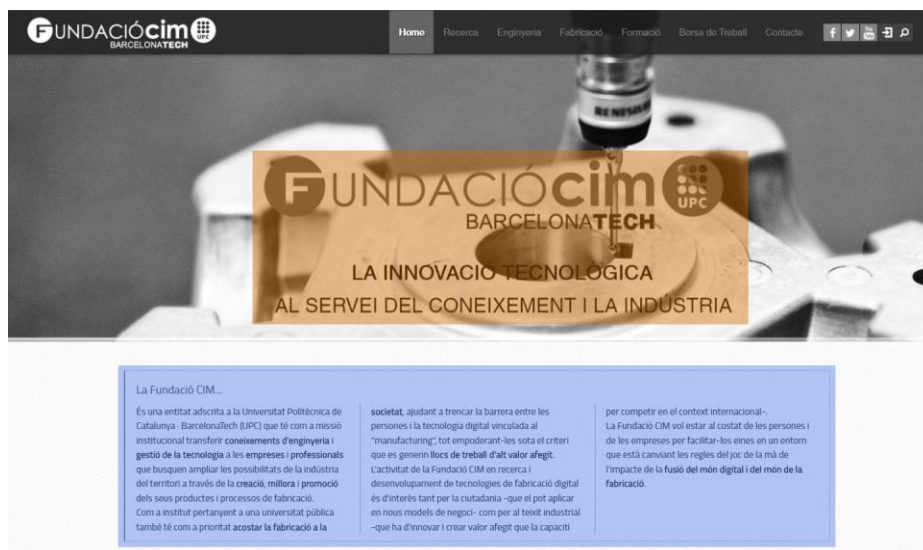 FUNDACIÓcim UPC
BARCELONATECH
Home Recerca Enginyeria Fabricació Formació Borsa de Treball Contacte
You Tube
RENISHAW
FUNDACIÓcim UPC
BARCELONATECH
LA INNOVACIÓ TECNOLÒGICA
AL SERVEI DEL CONEIXEMENT I LA INDÚSTRIA
La Fundació CIM...
És una entitat adscrita a la Universitat Politècnica de
Catalunya · BarcelonaTech (UPC) que té com a missió
institucional transferir coneixements d'enginyeria i
gestió de la tecnologia a les empreses i professionals
que busquen ampliar les possibilitats de la indústria
del territori a través de la creació, millora i promoció
dels seus productes i processos de fabricació.
Com a institut pertanyent a una universitat pública
també té com a prioritat acostar la fabricació a la
societat, ajudant a trencar la barrera entre les
persones i la tecnologia digital vinculada al
"manufacturing", tot empoderant-les sota el criteri
que es generin llocs de treball d'alt valor afegit.
L'activitat de la Fundació CIM en recerca i
desenvolupament de tecnologies de fabricació digital
és d'interès tant per la ciutadania -que el pot aplicar
en nous models de negoci- com per al teixit industrial
-que ha d'innovar i crear valor afegit que la capaciti
per competir en el context internacional-.
La Fundació CIM vol estar al costat de les persones i
de les empreses per facilitar-los eines en un entorn
que està canviant les regles del joc de la mà de
l'impacte de la fusió del món digital i del món de la
fabricació.